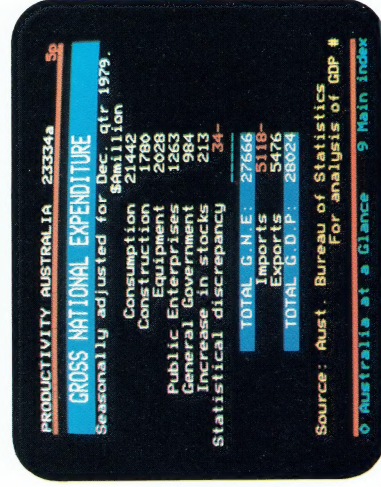 PRODUCTIVITY AUSTRALIA 23334a 5p
GROSS NATIONAL EXPENDITURE
Seasonally adjusted for Dec. qtr 1979.
$Amillion
Consumption 21442
Construction 1780
Equipment 2028
Public Enterprises 1263
General Government 984
Increase in stocks 213
Statistical discrepancy 34-
TOTAL G.N.E: 27666
Imports 5118-
Exports 5476
TOTAL G.D.P: 28024
Source: Aust. Bureau of Statistics
For analysis of GDP #
0 Australia at a Glance 9 Main index